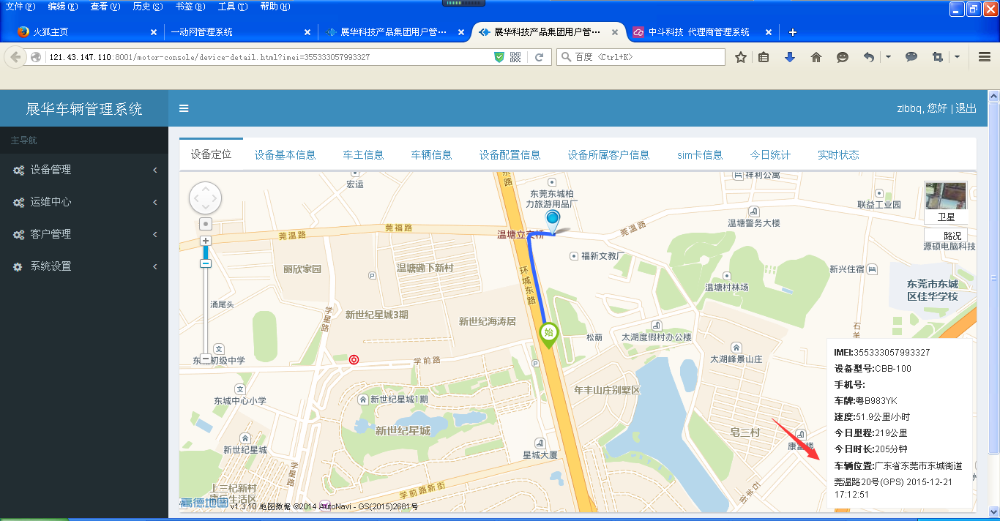 文件(F) 编辑(E) 查看(V) 历史(S) 书签(B) 工具(T) 帮助(H)
火狐主页 一动网管理系统 展华科技产品集团用户管… 展华科技产品集团用户管… 中斗科技 代理商管理系统
121.43.147.110:8001/motor-console/device-detail.html?imei=355333057993327
百度 <Ctrl+K>
展华车辆管理系统
zlbbq, 您好 | 退出
主导航
设备管理
运维中心
客户管理
系统设置
设备定位 设备基本信息 车主信息 车辆信息 设备配置信息 设备所属客户信息 sim卡信息 今日统计 实时状态
宏运
东路
祥利公寓
东莞东城柏
力旅游用品厂
联益工业园
卫星
温塘警务大楼
莞福路
莞温路
温塘立交桥
莞温路
路况
源硕电脑科技
福新文教厂
丽欣家园
温塘砌下新村
新兴住宿
环城东路
温塘村林场
东莞市东城
区佳华学校
涌尾头
学星路
新世纪星城3期
新世纪海涛居
始
松蓢
太湖度假村办公楼
东城初级中学
学前路
太湖峰景山庄
年丰山庄别墅区
东城中心小学
新世纪星城1期
新世纪星城
皂三村
康富楼
新世纪星城
星城大厦
学星路
学前路新街
石羊路
上三杞新村
康乐生活区
高德地图 v1.3.10 地图数据 ©2014 AutoNavi - GS(2015)2681号
IMEI:355333057993327
设备型号:CBB-100
手机号:
车牌:粤B983YK
速度:51.9公里/小时
今日里程:219公里
今日时长:205分钟
车辆位置:广东省东莞市东城街道
莞温路20号(GPS) 2015-12-21
17:12:51